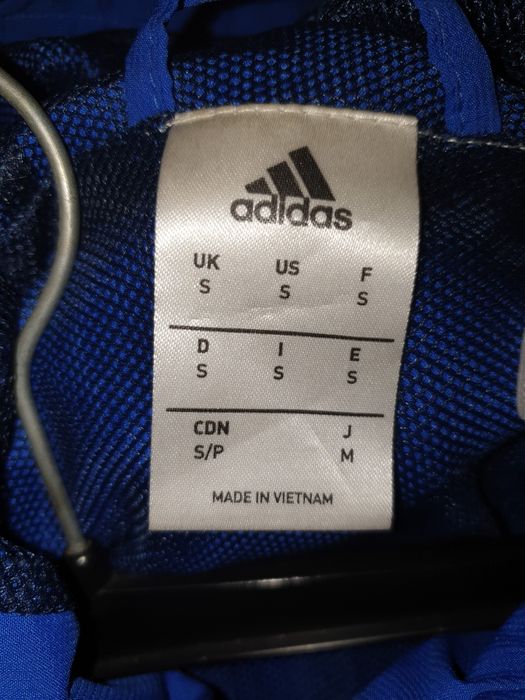 adidas
UK US F
S S S
D I E
S S S
CDN J
S/P M
MADE IN VIETNAM